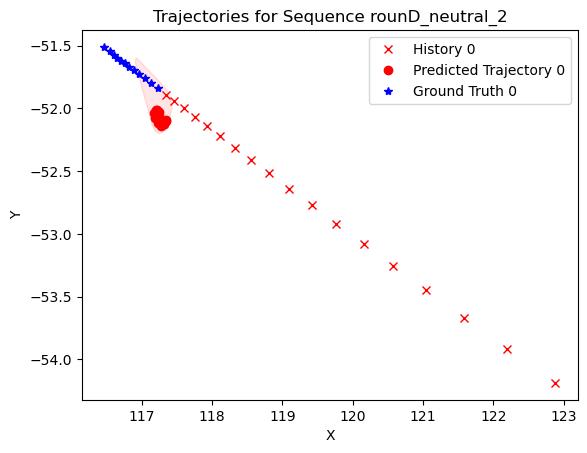 Trajectories for Sequence rounD_neutral_2
History 0
Predicted Trajectory 0
Ground Truth 0
−51.5
−52.0
−52.5
−53.0
−53.5
−54.0
Y
117 118 119 120 121 122 123
X